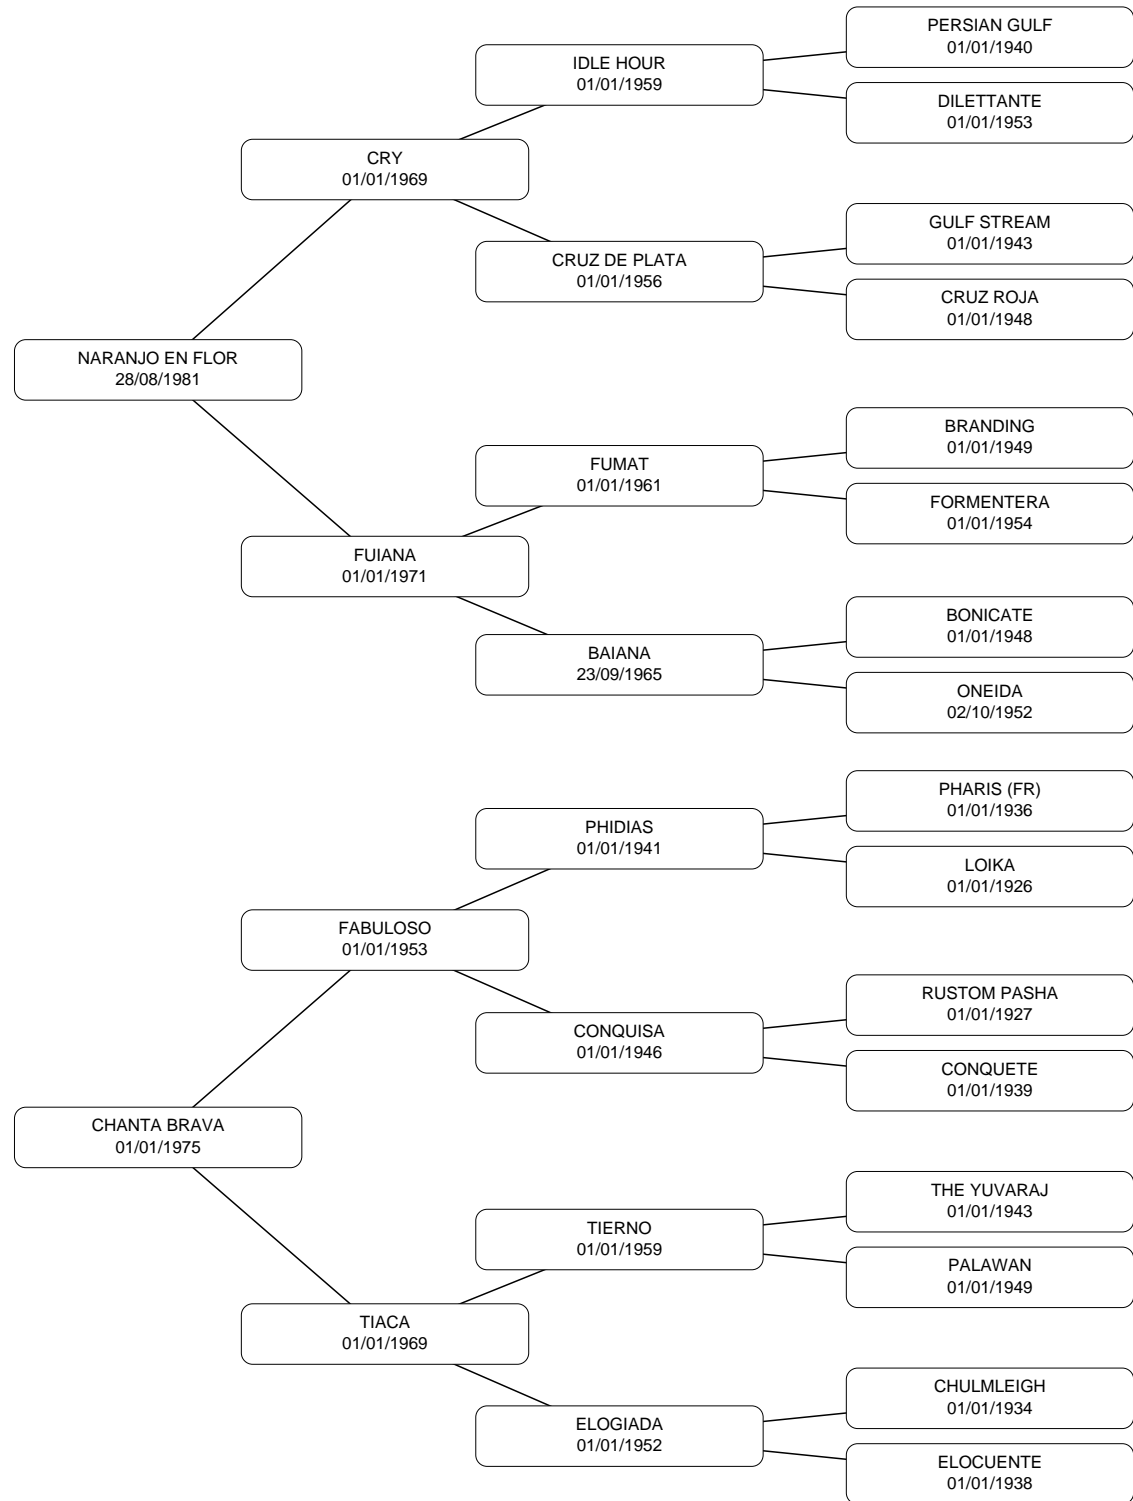 PERSIAN GULF
01/01/1940
IDLE HOUR
01/01/1959
DILETTANTE
01/01/1953
CRY
01/01/1969
GULF STREAM
01/01/1943
CRUZ DE PLATA
01/01/1956
CRUZ ROJA
01/01/1948
NARANJO EN FLOR
28/08/1981
BRANDING
01/01/1949
FUMAT
01/01/1961
FORMENTERA
01/01/1954
FUIANA
01/01/1971
BONICATE
01/01/1948
BAIANA
23/09/1965
ONEIDA
02/10/1952
PHARIS (FR)
01/01/1936
PHIDIAS
01/01/1941
LOIKA
01/01/1926
FABULOSO
01/01/1953
RUSTOM PASHA
01/01/1927
CONQUISA
01/01/1946
CONQUETE
01/01/1939
CHANTA BRAVA
01/01/1975
THE YUVARAJ
01/01/1943
TIERNO
01/01/1959
PALAWAN
01/01/1949
TIACA
01/01/1969
CHULMLEIGH
01/01/1934
ELOGIADA
01/01/1952
ELOCUENTE
01/01/1938